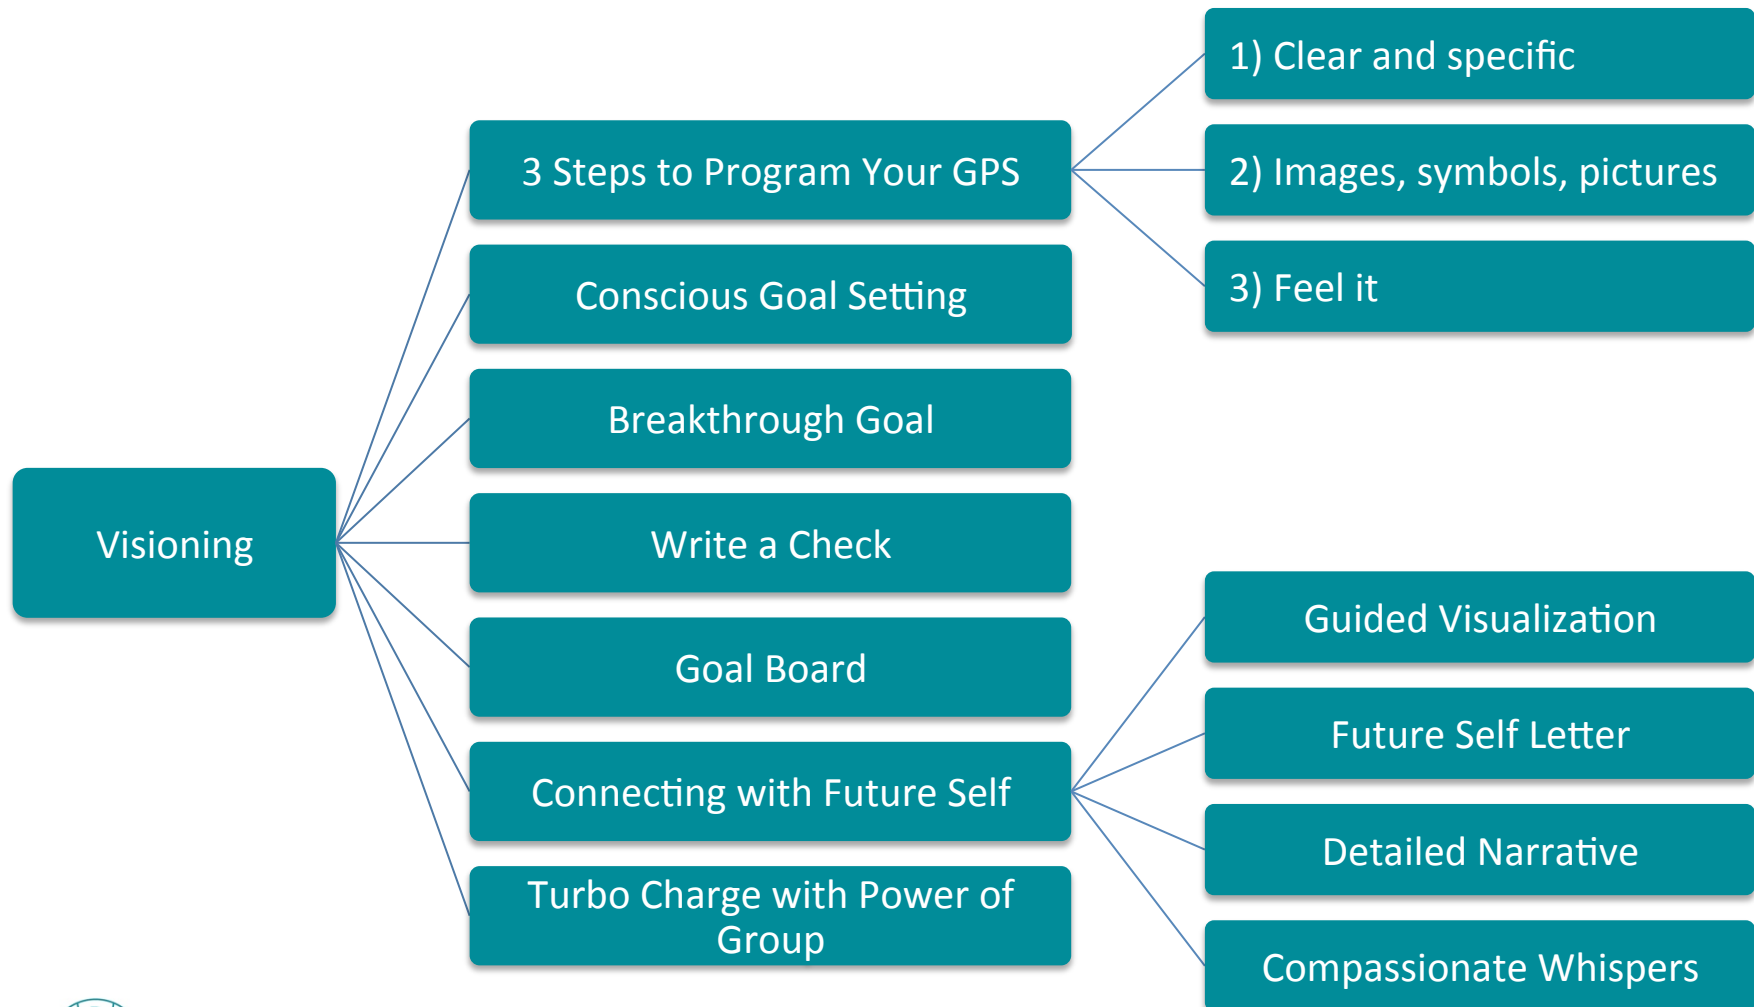 Visioning
3 Steps to Program Your GPS
1) Clear and specific
2) Images, symbols, pictures
3) Feel it
Conscious Goal Setting
Breakthrough Goal
Write a Check
Goal Board
Connecting with Future Self
Guided Visualization
Future Self Letter
Detailed Narrative
Compassionate Whispers
Turbo Charge with Power of
Group